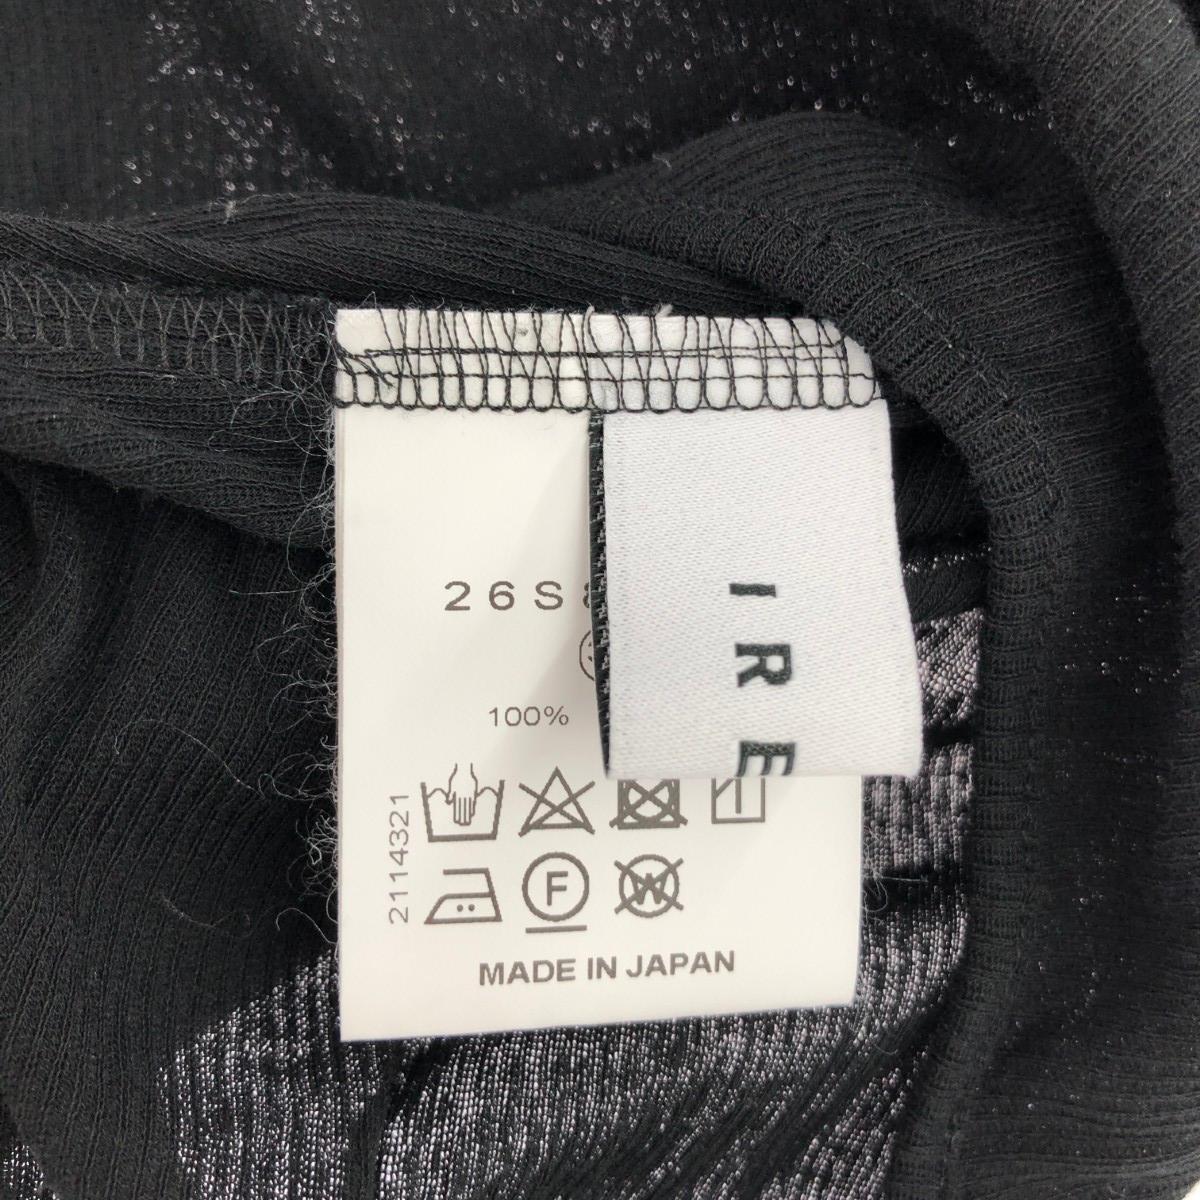 26S
100%
IRE
2114321
F
W
MADE IN JAPAN